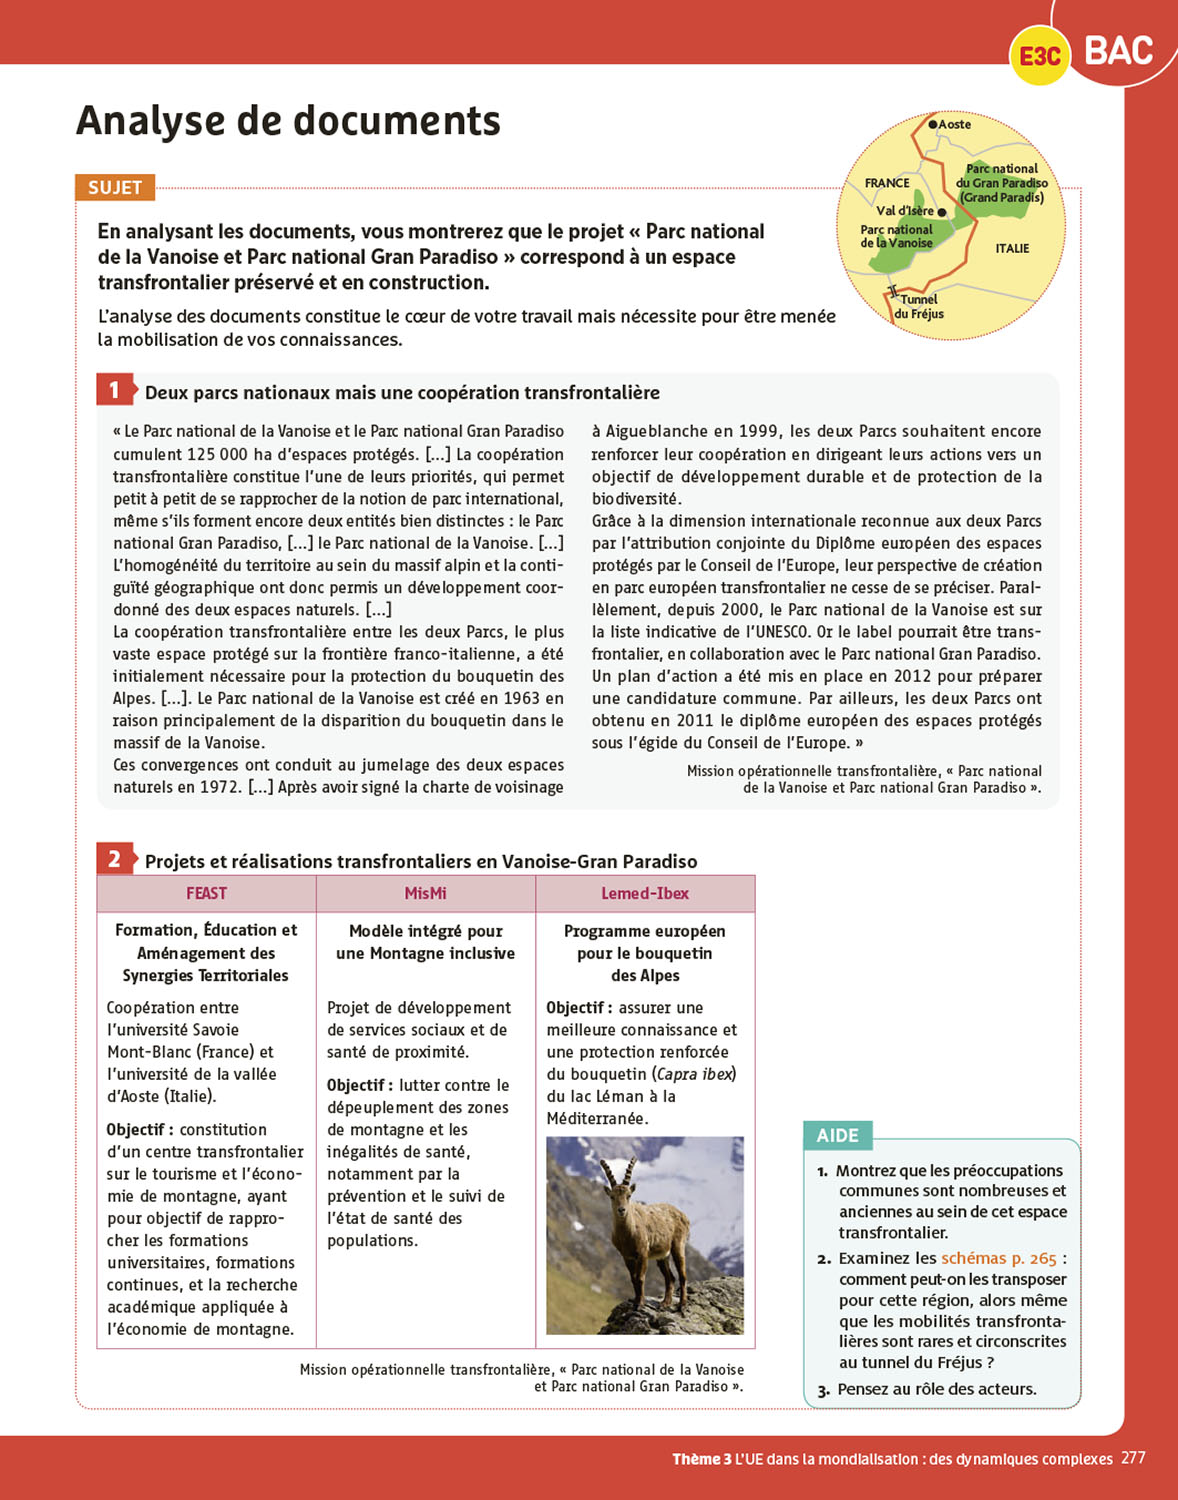 E3C
BAC
Analyse de documents
SUJET
En analysant les documents, vous montrerez que le projet « Parc national
de la Vanoise et Parc national Gran Paradiso » correspond à un espace
transfrontalier préservé et en construction.
L'analyse des documents constitue le cœur de votre travail mais nécessite pour être menée
la mobilisation de vos connaissances.
Aoste
Parc national
du Gran Paradiso
(Grand Paradis)
FRANCE
Val d'Isère
Parc national
de la Vanoise
ITALIE
Tunnel
du Fréjus
1 Deux parcs nationaux mais une coopération transfrontalière
« Le Parc national de la Vanoise et le Parc national Gran Paradiso
cumulent 125 000 ha d'espaces protégés. [...] La coopération
transfrontalière constitue l'une de leurs priorités, qui permet
petit à petit de se rapprocher de la notion de parc international,
même s'ils forment encore deux entités bien distinctes : le Parc
national Gran Paradiso, [...] le Parc national de la Vanoise. [...]
L'homogénéité du territoire au sein du massif alpin et la conti-
guïté géographique ont donc permis un développement coor-
donné des deux espaces naturels. [...]
La coopération transfrontalière entre les deux Parcs, le plus
vaste espace protégé sur la frontière franco-italienne, a été
initialement nécessaire pour la protection du bouquetin des
Alpes. [...]. Le Parc national de la Vanoise est créé en 1963 en
raison principalement de la disparition du bouquetin dans le
massif de la Vanoise.
Ces convergences ont conduit au jumelage des deux espaces
naturels en 1972. [...] Après avoir signé la charte de voisinage
à Aigueblanche en 1999, les deux Parcs souhaitent encore
renforcer leur coopération en dirigeant leurs actions vers un
objectif de développement durable et de protection de la
biodiversité.
Grâce à la dimension internationale reconnue aux deux Parcs
par l'attribution conjointe du Diplôme européen des espaces
protégés par le Conseil de l'Europe, leur perspective de création
en parc européen transfrontalier ne cesse de se préciser. Paral-
lèlement, depuis 2000, le Parc national de la Vanoise est sur
la liste indicative de l'UNESCO. Or le label pourrait être trans-
frontalier, en collaboration avec le Parc national Gran Paradiso.
Un plan d'action a été mis en place en 2012 pour préparer
une candidature commune. Par ailleurs, les deux Parcs ont
obtenu en 2011 le diplôme européen des espaces protégés
sous l'égide du Conseil de l'Europe. »
Mission opérationnelle transfrontalière, « Parc national
de la Vanoise et Parc national Gran Paradiso ».
2 Projets et réalisations transfrontaliers en Vanoise-Gran Paradiso
FEAST
Formation, Éducation et
Aménagement des
Synergies Territoriales
Coopération entre
l'université Savoie
Mont-Blanc (France) et
l'université de la vallée
d'Aoste (Italie).
Objectif : constitution
d'un centre transfrontalier
sur le tourisme et l'écono-
mie de montagne, ayant
pour objectif de rappro-
cher les formations
universitaires, formations
continues, et la recherche
académique appliquée à
l'économie de montagne.
MisMi
Modèle intégré pour
une Montagne inclusive
Projet de développement
de services sociaux et de
santé de proximité.
Objectif : lutter contre le
dépeuplement des zones
de montagne et les
inégalités de santé,
notamment par la
prévention et le suivi de
l'état de santé des
populations.
Lemed-Ibex
Programme européen
pour le bouquetin
des Alpes
Objectif : assurer une
meilleure connaissance et
une protection renforcée
du bouquetin (Capra ibex)
du lac Léman à la
Méditerranée.
Mission opérationnelle transfrontalière, « Parc national de la Vanoise
et Parc national Gran Paradiso ».
AIDE
1. Montrez que les préoccupations
communes sont nombreuses et
anciennes au sein de cet espace
transfrontalier.
2. Examinez les schémas p. 265 :
comment peut-on les transposer
pour cette région, alors même
que les mobilités transfronta-
lières sont rares et circonscrites
au tunnel du Fréjus ?
3. Pensez au rôle des acteurs.
Thème 3 L'UE dans la mondialisation : des dynamiques complexes 277